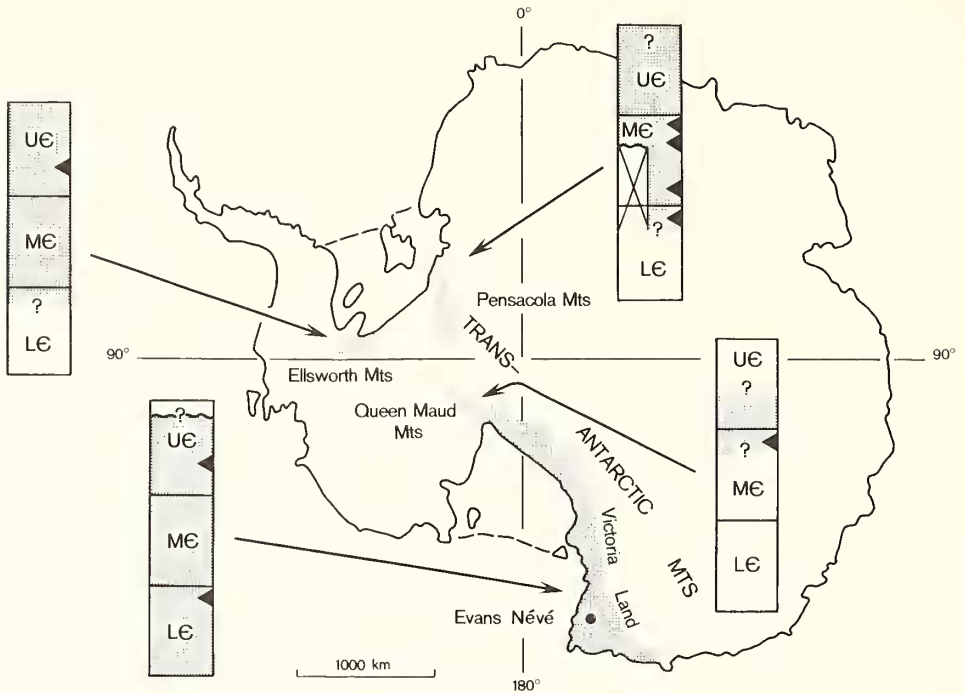 0°
?
UЄ
MЄ
?
LЄ
UЄ
MЄ
?
LЄ
Pensacola Mts
TRANS-
90°
90°
Ellsworth Mts
Queen Maud
Mts
ANTARCTIC
MTS
Victoria
Land
UЄ
?
?
MЄ
LЄ
?
UЄ
MЄ
LЄ
Evans Névé
1000 km
180°